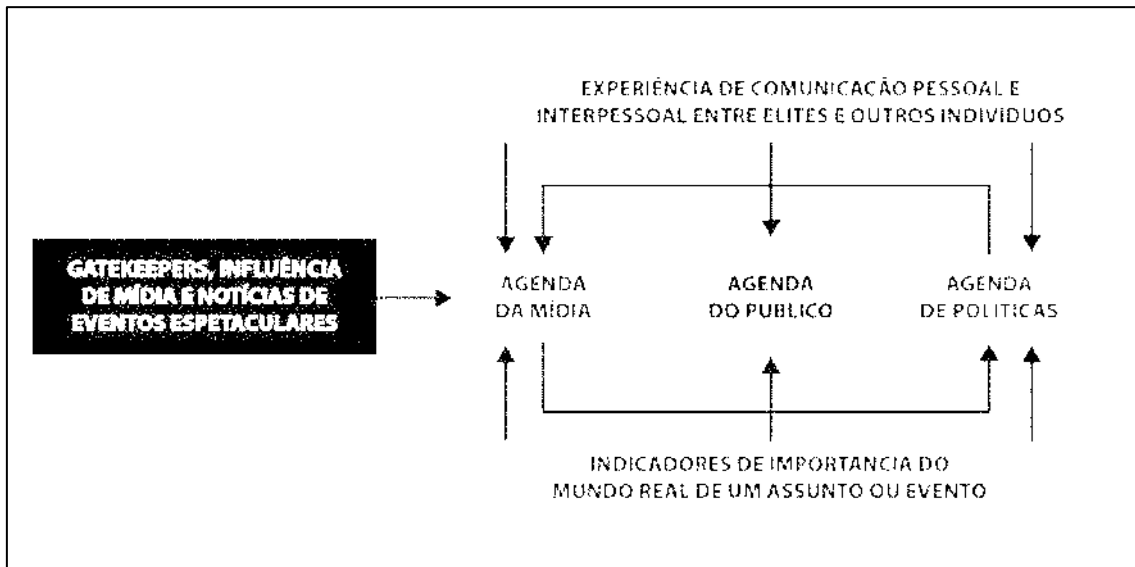 EXPERIÊNCIA DE COMUNICAÇÃO PESSOAL E
INTERPESSOAL ENTRE ELITES E OUTROS INDIVÍDUOS
GATEKEEPERS, INFLUÊNCIA
DE MÍDIA E NOTÍCIAS DE
EVENTOS ESPETACULARES
AGENDA
DA MÍDIA
AGENDA
DO PUBLICO
AGENDA
DE POLITICAS
INDICADORES DE IMPORTANCIA DO
MUNDO REAL DE UM ASSUNTO OU EVENTO